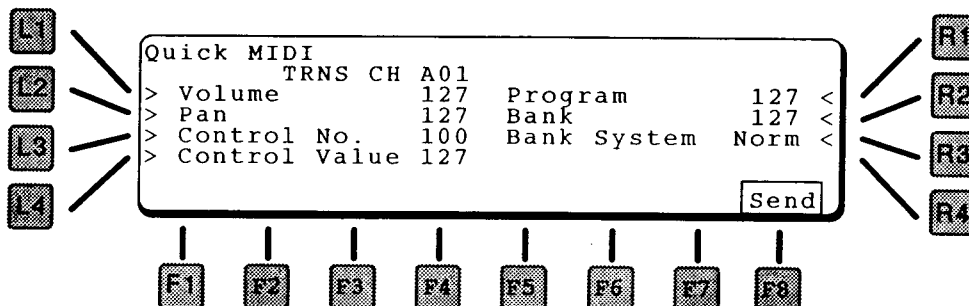 Quick MIDI
TRNS CH A01
> Volume 127 Program 127 <
> Pan 127 Bank 127 <
> Control No. 100 Bank System Norm <
> Control Value 127
Send
L1
L2
L3
L4
R1
R2
R3
R4
F1 F2 F3 F4 F5 F6 F7 F8